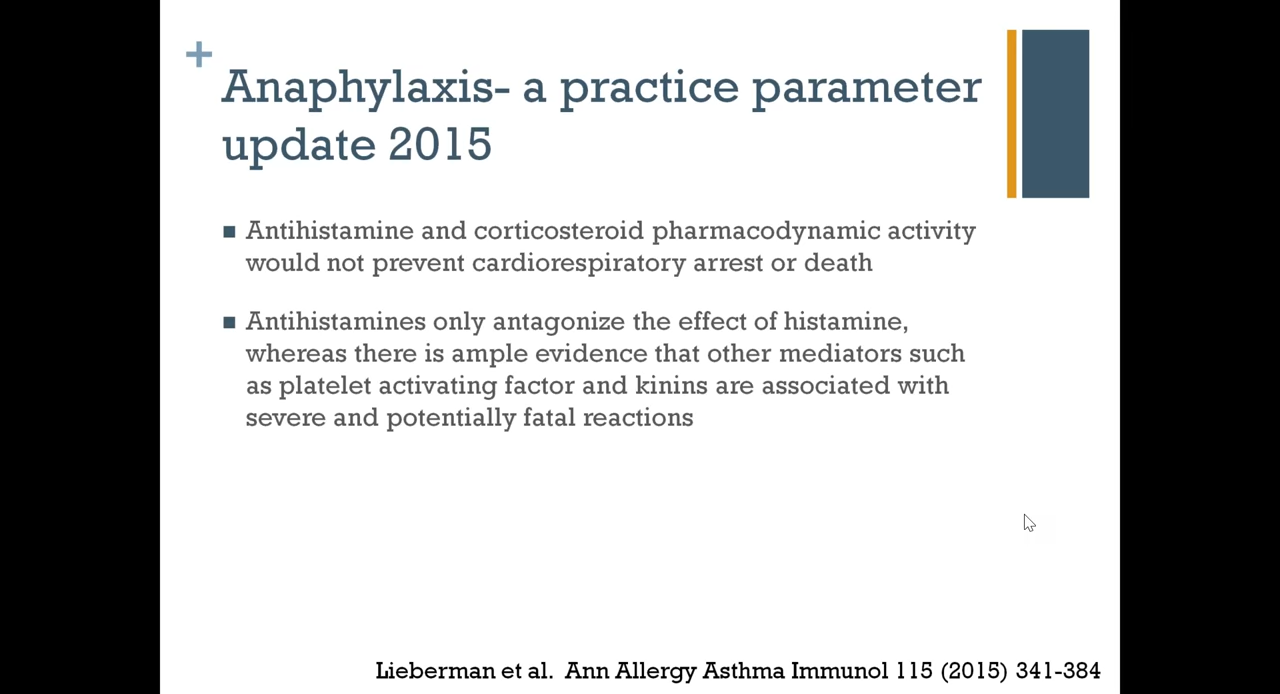 +
Anaphylaxis- a practice parameter
update 2015
■ Antihistamine and corticosteroid pharmacodynamic activity
would not prevent cardiorespiratory arrest or death
■ Antihistamines only antagonize the effect of histamine,
whereas there is ample evidence that other mediators such
as platelet activating factor and kinins are associated with
severe and potentially fatal reactions
Lieberman et al.  Ann Allergy Asthma Immunol 115 (2015) 341-384